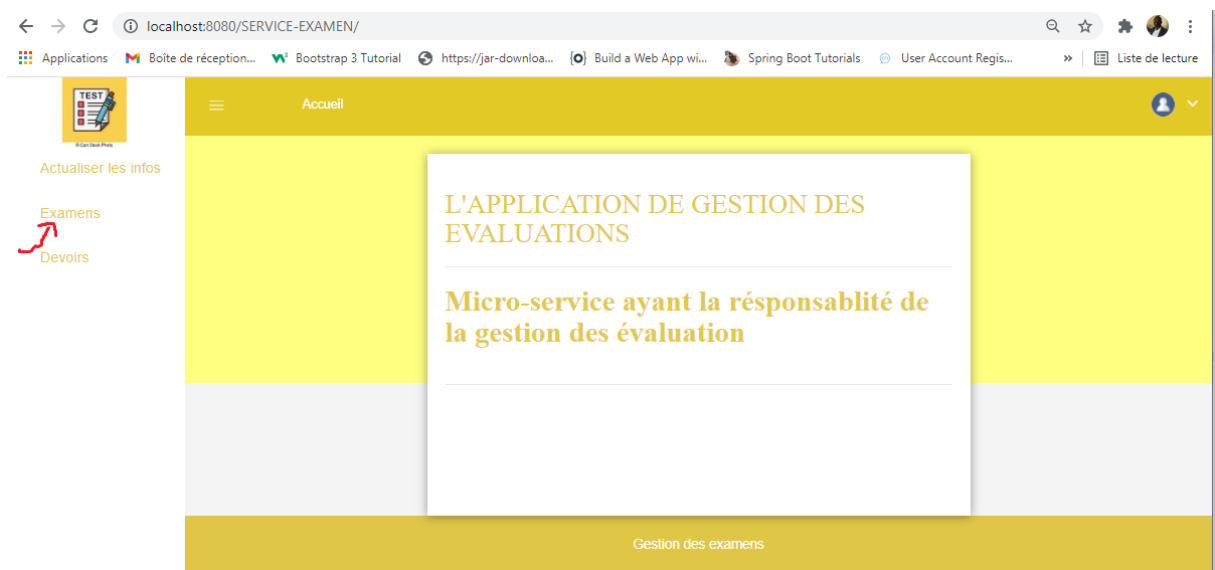 localhost:8080/SERVICE-EXAMEN/
Applications
Boîte de réception...
Bootstrap 3 Tutorial
https://jar-downloa...
Build a Web App wi...
Spring Boot Tutorials
User Account Regis...
»
Liste de lecture
TEST
Accueil
Actualiser les infos
Examens
Devoirs
L'APPLICATION DE GESTION DES
EVALUATIONS
Micro-service ayant la résponsablité de
la gestion des évaluation
Gestion des examens